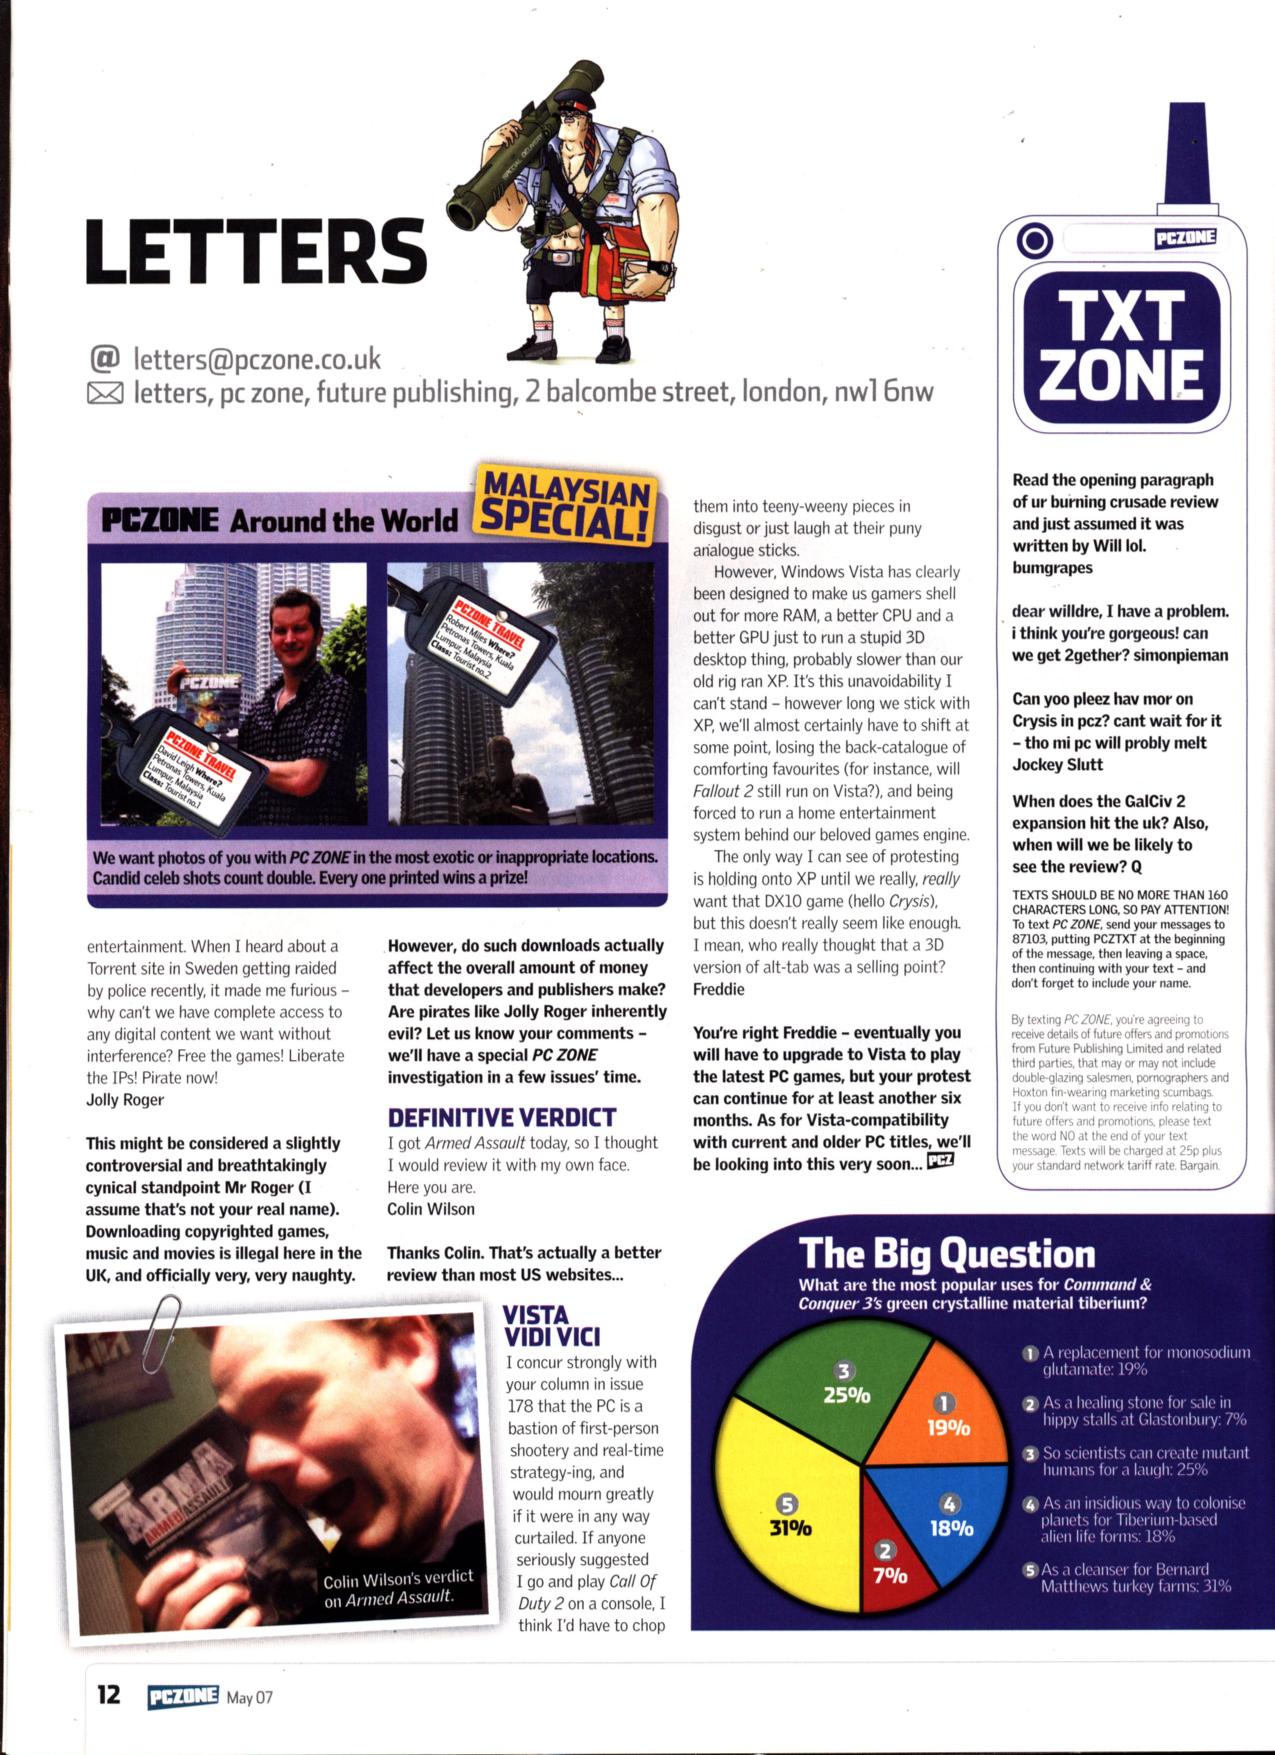 LETTERS
SPECIAL DELIVERY
@ letters@pczone.co.uk
letters, pc zone, future publishing, 2 balcombe street, london, nw1 6nw
PCZONE Around the World
MALAYSIAN
SPECIAL!
PCZONE
PCZONE TRAVEL
David Leigh Where?
Petronas Towers, Kuala
Lumpur, Malaysia
Class: Tourist no.1
PCZONE TRAVEL
Robert Miles Where?
Petronas Towers, Kuala
Lumpur, Malaysia
Class: Tourist no.2
We want photos of you with PC ZONE in the most exotic or inappropriate locations.
Candid celeb shots count double. Every one printed wins a prize!
entertainment. When I heard about a
Torrent site in Sweden getting raided
by police recently, it made me furious –
why can't we have complete access to
any digital content we want without
interference? Free the games! Liberate
the IPs! Pirate now!
Jolly Roger
This might be considered a slightly
controversial and breathtakingly
cynical standpoint Mr Roger (I
assume that's not your real name).
Downloading copyrighted games,
music and movies is illegal here in the
UK, and officially very, very naughty.
However, do such downloads actually
affect the overall amount of money
that developers and publishers make?
Are pirates like Jolly Roger inherently
evil? Let us know your comments –
we'll have a special PC ZONE
investigation in a few issues' time.
DEFINITIVE VERDICT
I got Armed Assault today, so I thought
I would review it with my own face.
Here you are.
Colin Wilson
Thanks Colin. That's actually a better
review than most US websites...
ARMA
ARMED ASSAULT
Colin Wilson's verdict
on Armed Assault.
VISTA
VIDI VICI
I concur strongly with
your column in issue
178 that the PC is a
bastion of first-person
shootery and real-time
strategy-ing, and
would mourn greatly
if it were in any way
curtailed. If anyone
seriously suggested
I go and play Call Of
Duty 2 on a console, I
think I'd have to chop
them into teeny-weeny pieces in
disgust or just laugh at their puny
analogue sticks.
However, Windows Vista has clearly
been designed to make us gamers shell
out for more RAM, a better CPU and a
better GPU just to run a stupid 3D
desktop thing, probably slower than our
old rig ran XP. It's this unavoidability I
can't stand – however long we stick with
XP, we'll almost certainly have to shift at
some point, losing the back-catalogue of
comforting favourites (for instance, will
Fallout 2 still run on Vista?), and being
forced to run a home entertainment
system behind our beloved games engine.
The only way I can see of protesting
is holding onto XP until we really, really
want that DX10 game (hello Crysis),
but this doesn't really seem like enough.
I mean, who really thought that a 3D
version of alt-tab was a selling point?
Freddie
You're right Freddie – eventually you
will have to upgrade to Vista to play
the latest PC games, but your protest
can continue for at least another six
months. As for Vista-compatibility
with current and older PC titles, we'll
be looking into this very soon... PCZ
PCZONE
TXT
ZONE
Read the opening paragraph
of ur burning crusade review
and just assumed it was
written by Will lol.
bumgrapes
dear willdre, I have a problem.
i think you're gorgeous! can
we get 2gether? simonpieman
Can yoo pleez hav mor on
Crysis in pcz? cant wait for it
– tho mi pc will probly melt
Jockey Slutt
When does the GalCiv 2
expansion hit the uk? Also,
when will we be likely to
see the review? Q
TEXTS SHOULD BE NO MORE THAN 160
CHARACTERS LONG, SO PAY ATTENTION!
To text PC ZONE, send your messages to
87103, putting PCZTXT at the beginning
of the message, then leaving a space,
then continuing with your text – and
don't forget to include your name.
By texting PC ZONE, you're agreeing to
receive details of future offers and promotions
from Future Publishing Limited and related
third parties, that may or may not include
double-glazing salesmen, pornographers and
Hoxton fin-wearing marketing scumbags.
If you don't want to receive info relating to
future offers and promotions, please text
the word NO at the end of your text
message. Texts will be charged at 25p plus
your standard network tariff rate. Bargain.
The Big Question
What are the most popular uses for Command &
Conquer 3's green crystalline material tiberium?
3
25%
1
19%
5
31%
4
18%
2
7%
1 A replacement for monosodium
glutamate: 19%
2 As a healing stone for sale in
hippy stalls at Glastonbury: 7%
3 So scientists can create mutant
humans for a laugh: 25%
4 As an insidious way to colonise
planets for Tiberium-based
alien life forms: 18%
5 As a cleanser for Bernard
Matthews turkey farms: 31%
12 PCZONE May 07